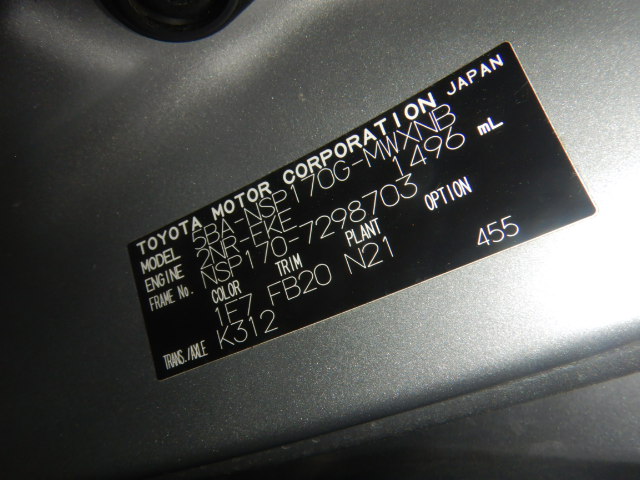 TOYOTA MOTOR CORPORATION JAPAN
MODEL 5BA-NSP170G-MWXNB
ENGINE 2NR-FKE 1496 mL
FRAME No. NSP170-7298703
COLOR TRIM PLANT OPTION
1E7 FB20 N21 455
TRANS./AXLE K312